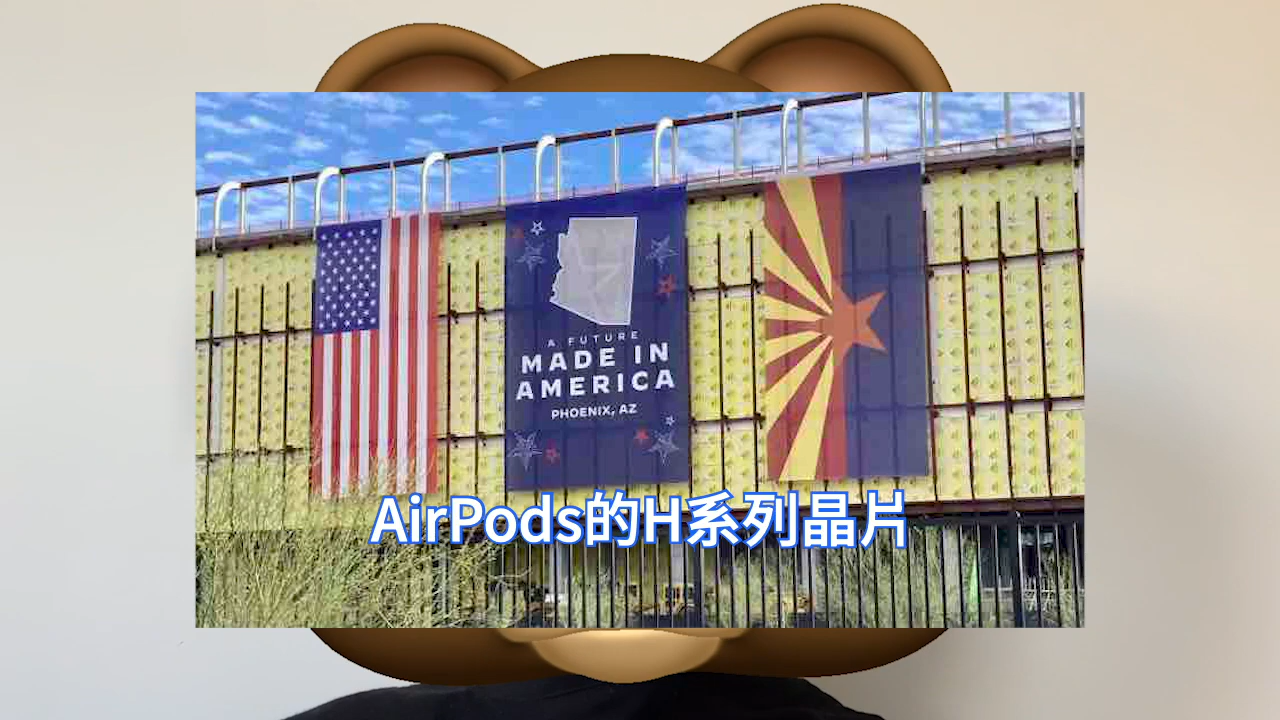 A FUTURE
MADE IN
AMERICA
PHOENIX, AZ
AirPods的H系列晶片